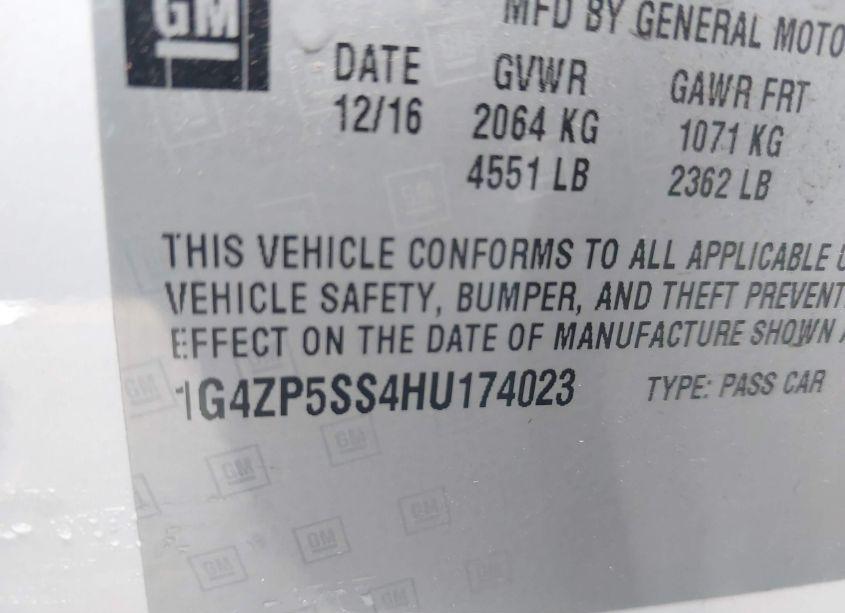 GM
MFD BY GENERAL MOTO
DATE GVWR GAWR FRT
12/16 2064 KG 1071 KG
4551 LB 2362 LB
THIS VEHICLE CONFORMS TO ALL APPLICABLE U
VEHICLE SAFETY, BUMPER, AND THEFT PREVENT
EFFECT ON THE DATE OF MANUFACTURE SHOWN A
1G4ZP5SS4HU174023 TYPE: PASS CAR